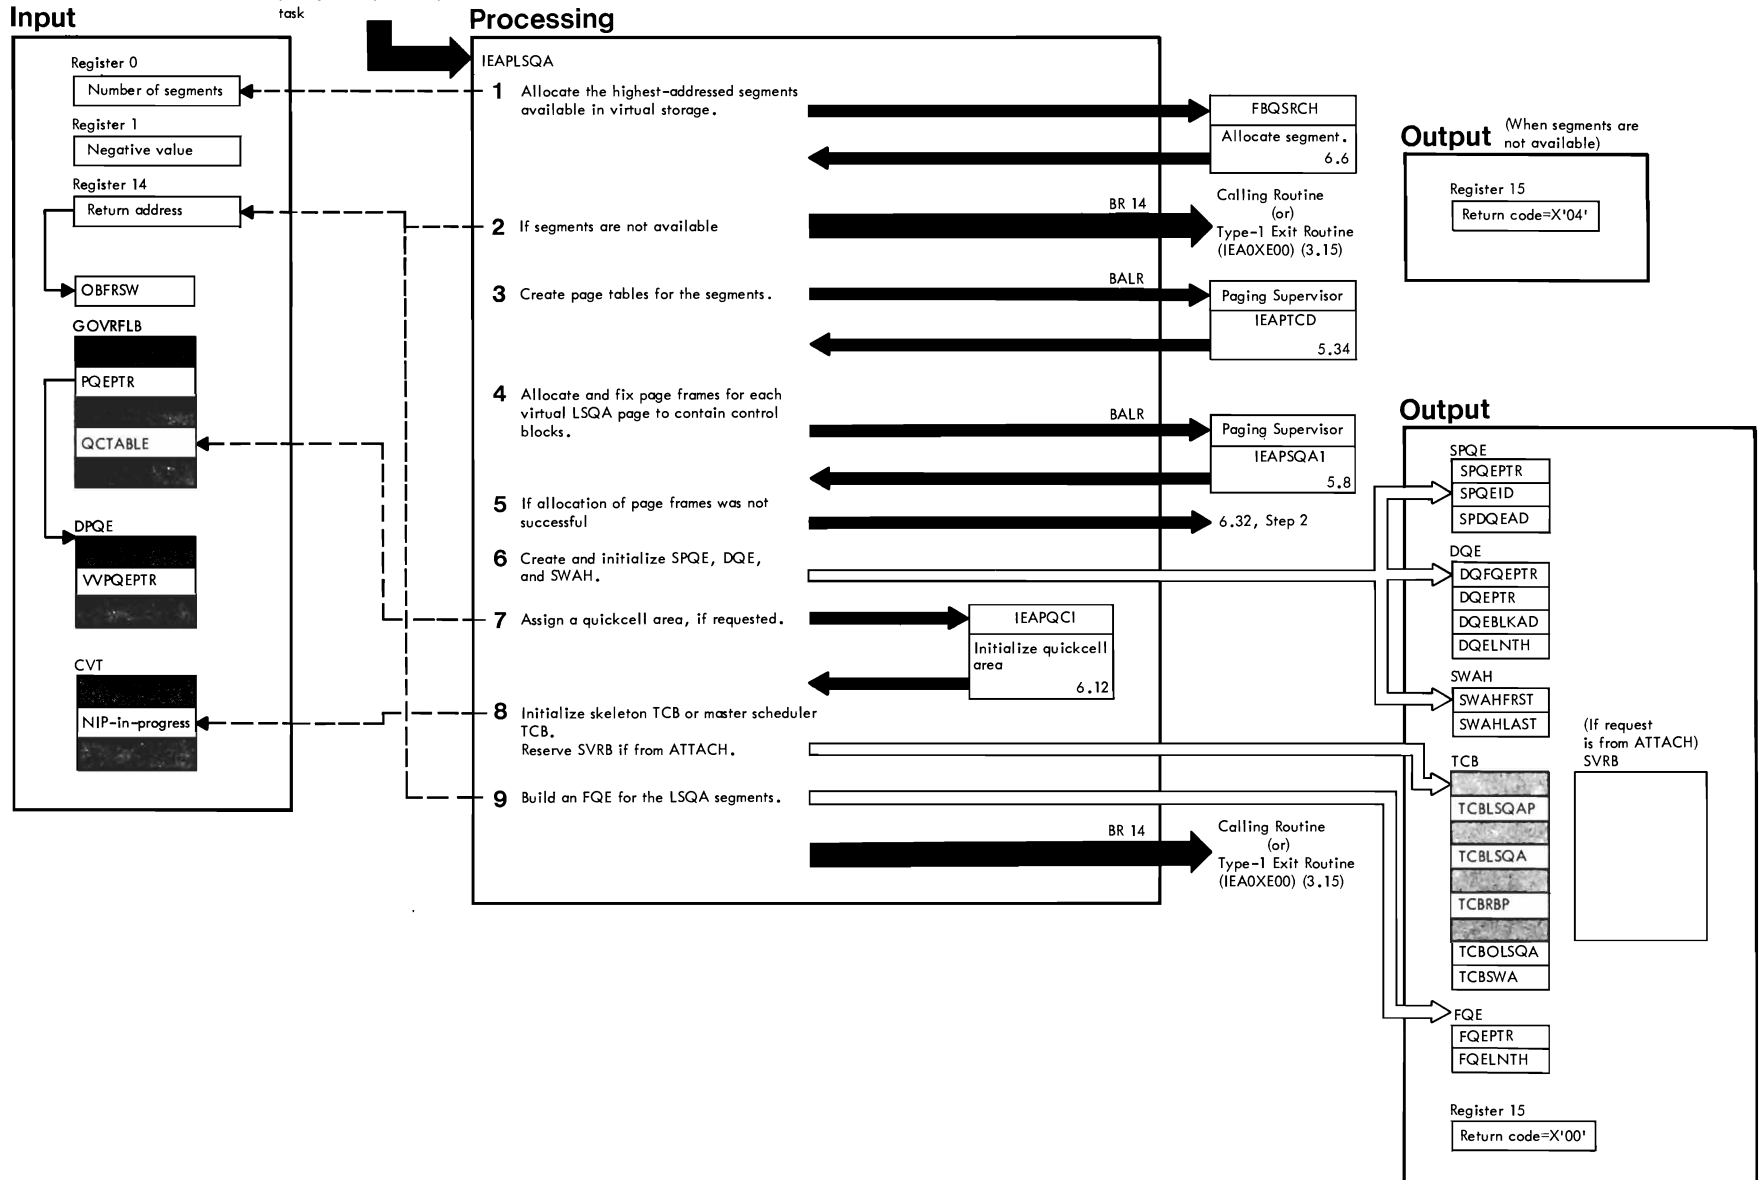 task
Input
Register 0
Number of segments
Register 1
Negative value
Register 14
Return address
OBFRSW
GOVRFLB
PQEPTR
QCTABLE
DPQE
VVPQEPTR
CVT
NIP-in-progress
Processing
IEAPLSQA
1 Allocate the highest-addressed segments
available in virtual storage.
FBQSRCH
Allocate segment.
6.6
2 If segments are not available
BR 14
Calling Routine
(or)
Type-1 Exit Routine
(IEA0XE00) (3.15)
3 Create page tables for the segments.
BALR
Paging Supervisor
IEAPTCD
5.34
4 Allocate and fix page frames for each
virtual LSQA page to contain control
blocks.
BALR
Paging Supervisor
IEAPSQA1
5.8
5 If allocation of page frames was not
successful
6.32, Step 2
6 Create and initialize SPQE, DQE,
and SWAH.
7 Assign a quickcell area, if requested.
IEAPQCI
Initialize quickcell
area
6.12
8 Initialize skeleton TCB or master scheduler
TCB.
Reserve SVRB if from ATTACH.
9 Build an FQE for the LSQA segments.
BR 14
Calling Routine
(or)
Type-1 Exit Routine
(IEA0XE00) (3.15)
Output (When segments are
not available)
Register 15
Return code=X'04'
Output
SPQE
SPQEPTR
SPQEID
SPDQEAD
DQE
DQFQEPTR
DQEPTR
DQEBLKAD
DQELNTH
SWAH
SWAHFRST
SWAHLAST
TCB
TCBLSQAP
TCBLSQA
TCBRBP
TCBOLSQA
TCBSWA
(If request
is from ATTACH)
SVRB
FQE
FQEPTR
FQELNTH
Register 15
Return code=X'00'